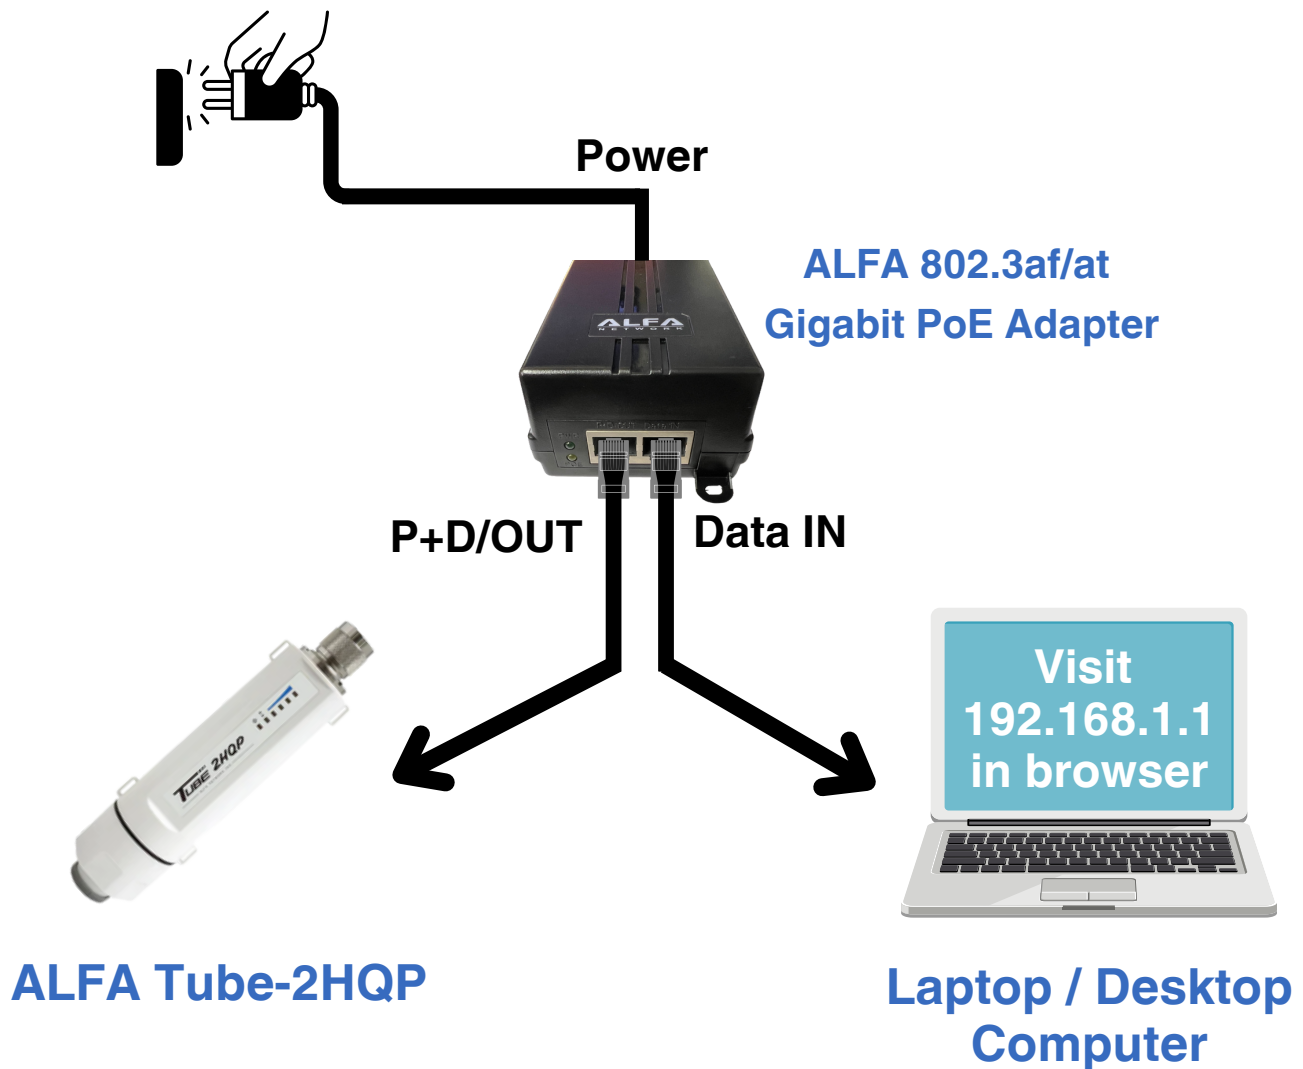 Power
ALFA 802.3af/at
Gigabit PoE Adapter
ALFA
NETWORK
P+D/OUT
Data IN
TUBE 2HQP
Visit
192.168.1.1
in browser
ALFA Tube-2HQP
Laptop / Desktop
Computer